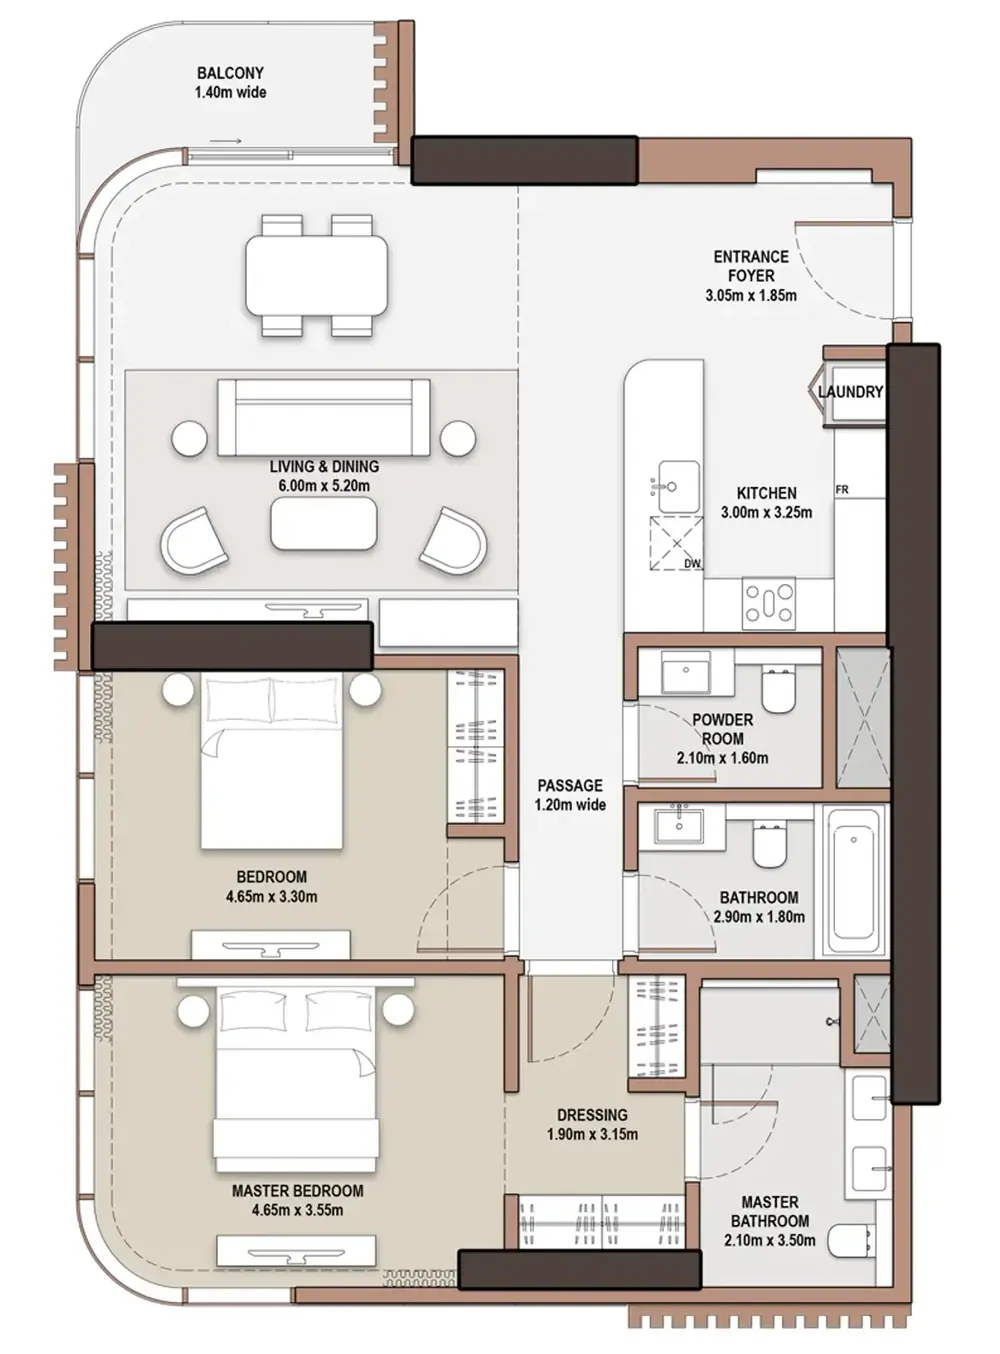 BALCONY
1.40m wide
ENTRANCE
FOYER
3.05m x 1.85m
LAUNDRY
LIVING & DINING
6.00m x 5.20m
KITCHEN
3.00m x 3.25m
FR
DW
POWDER
ROOM
2.10m x 1.60m
PASSAGE
1.20m wide
BEDROOM
4.65m x 3.30m
BATHROOM
2.90m x 1.80m
DRESSING
1.90m x 3.15m
MASTER BEDROOM
4.65m x 3.55m
MASTER
BATHROOM
2.10m x 3.50m